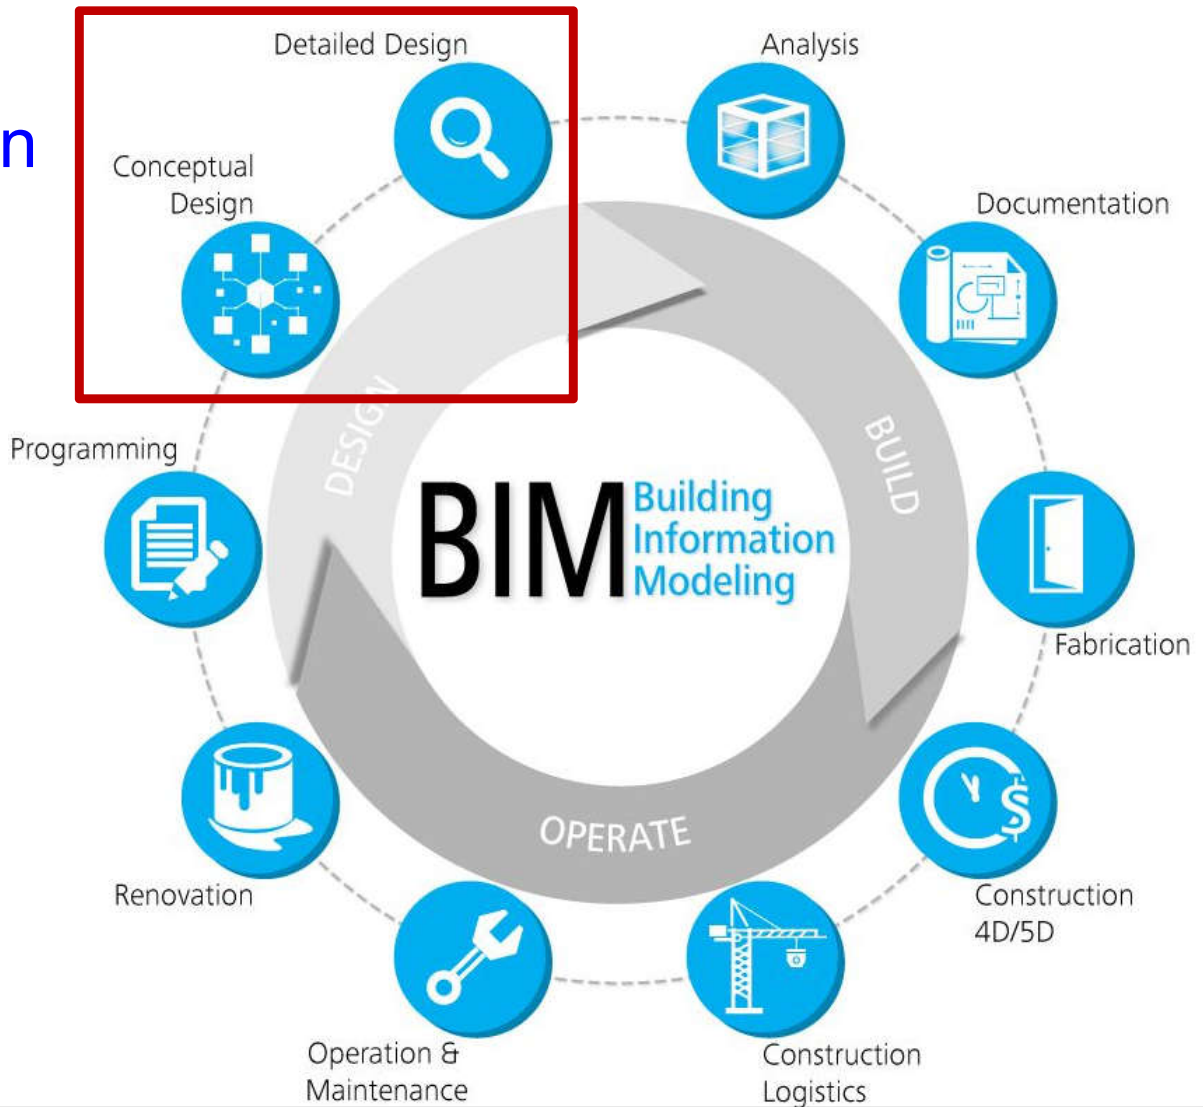 Detailed Design
Analysis
n
Conceptual
Design
Documentation
Programming
DESIGN
BUILD
BIM
Building
Information
Modeling
Fabrication
OPERATE
Renovation
$
Construction
4D/5D
Operation &
Maintenance
Construction
Logistics